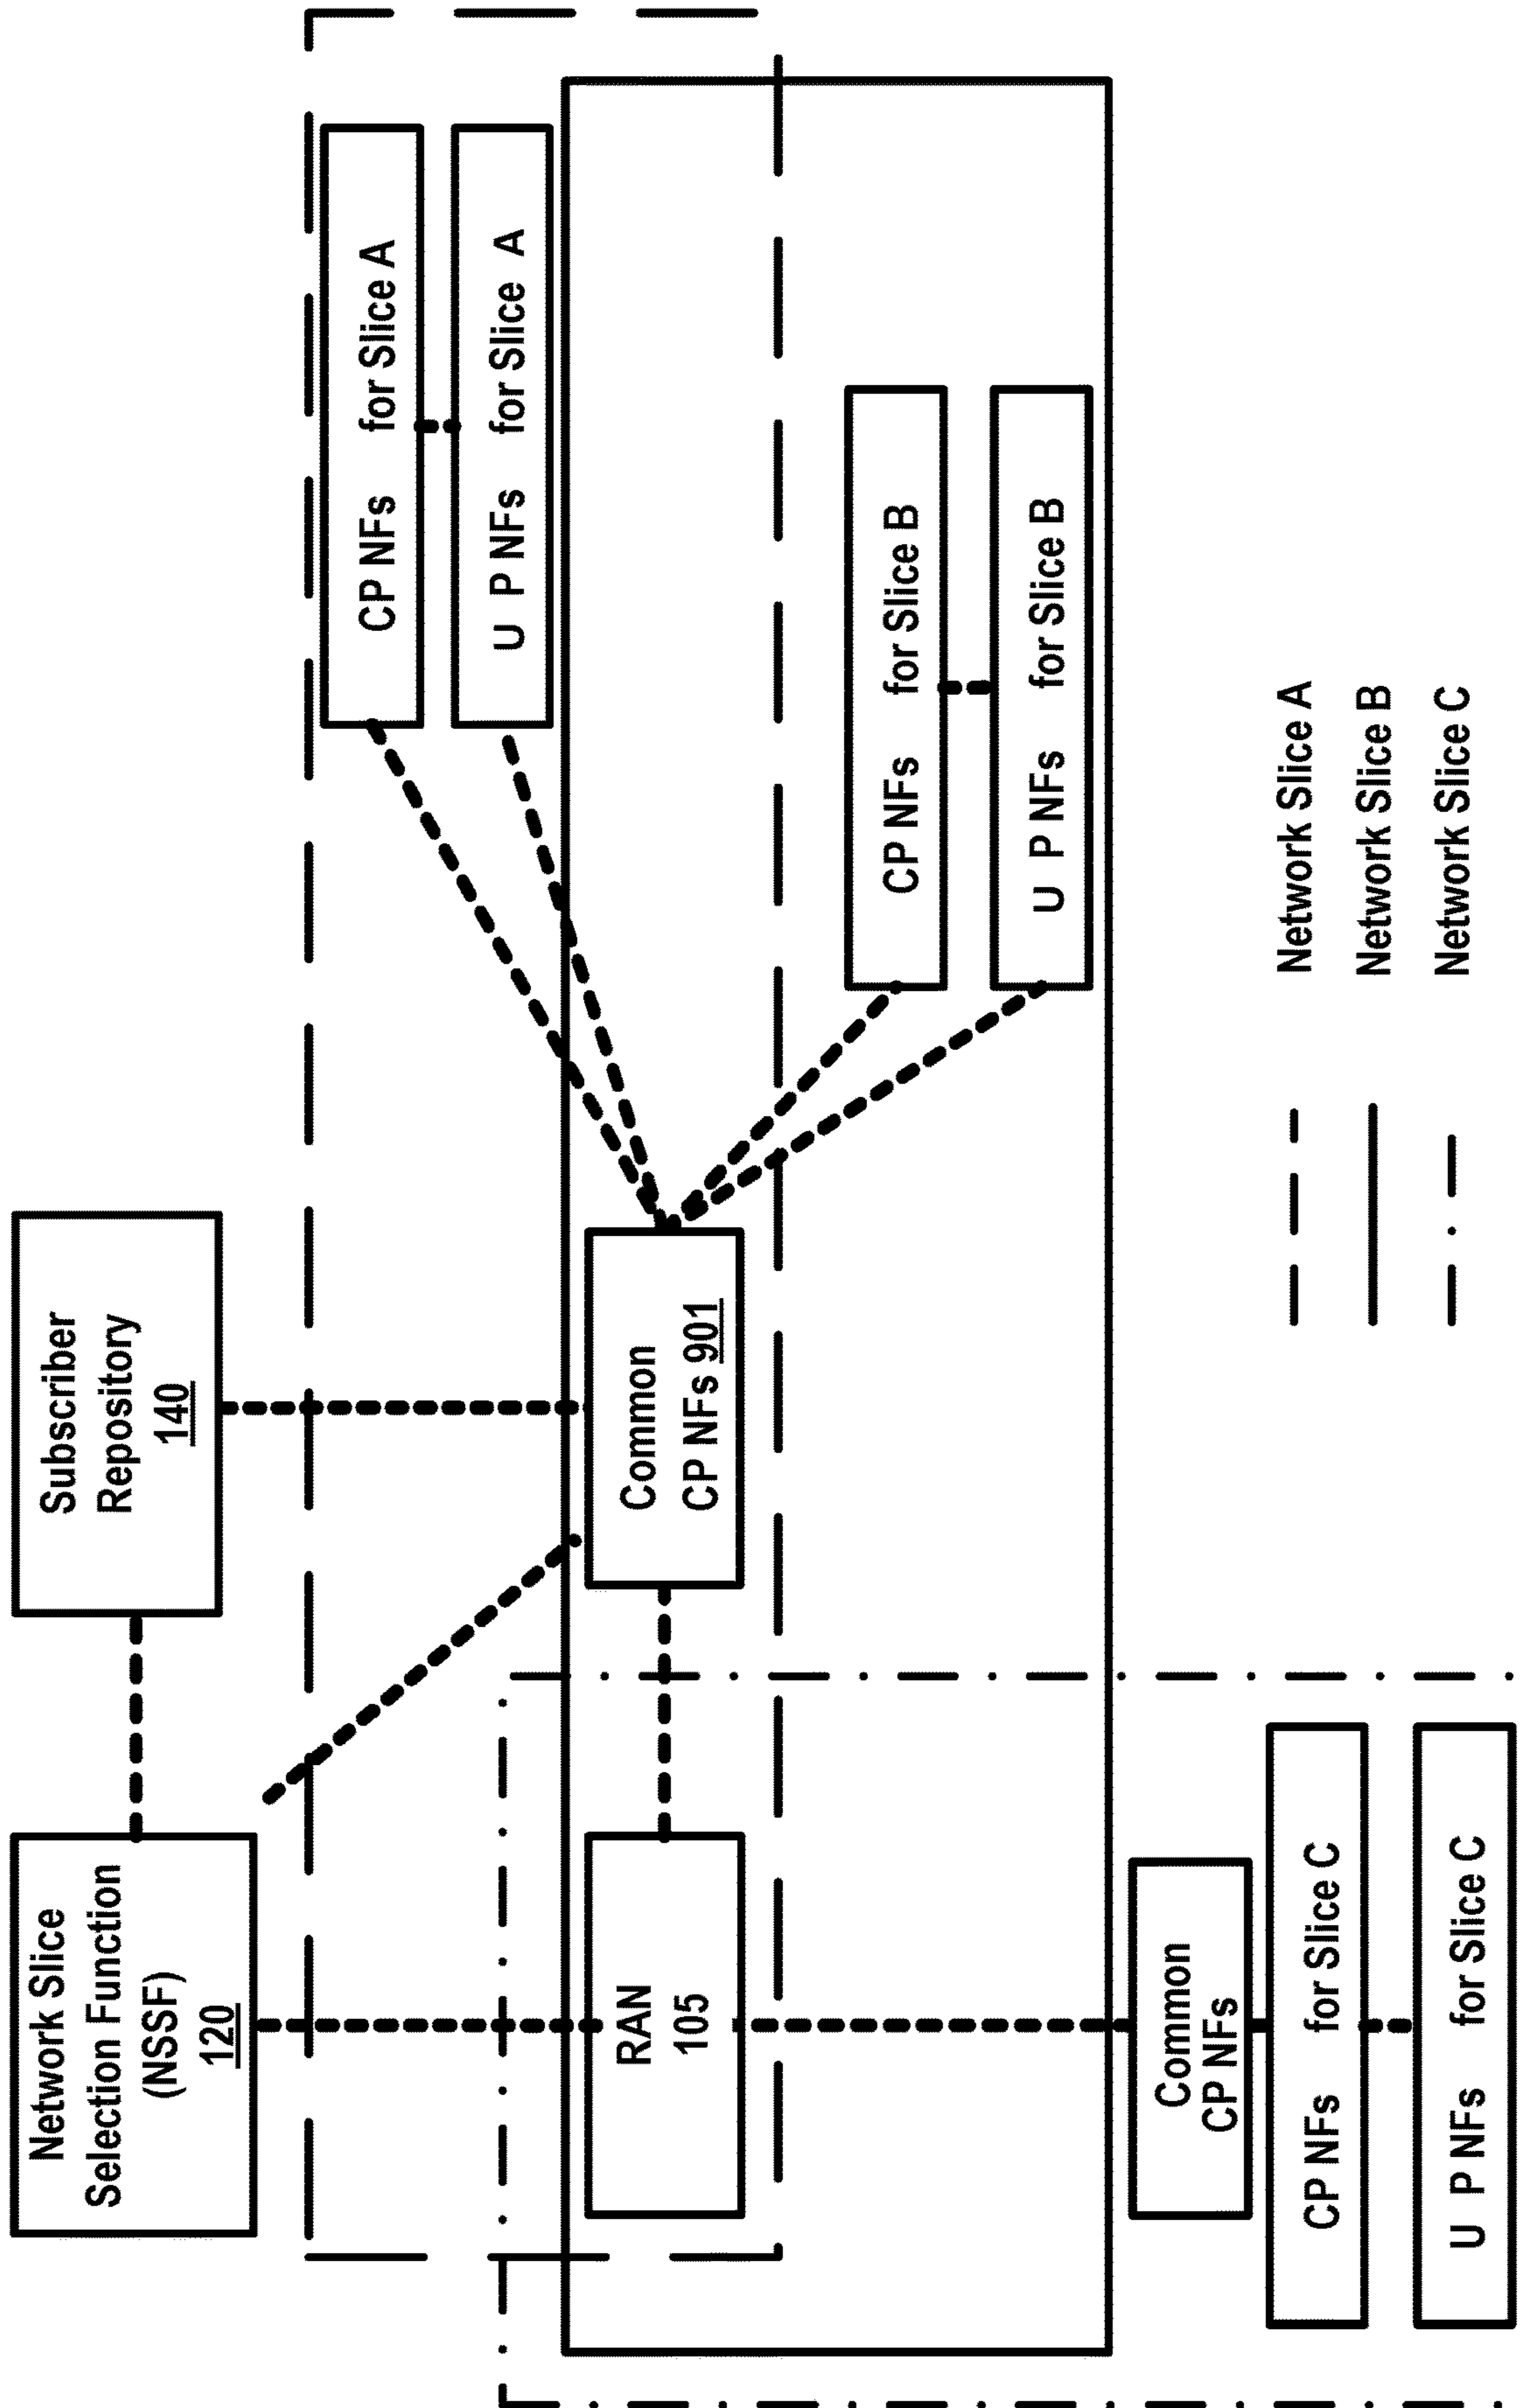 Network Slice
Selection Function
(NSSF)
120
Subscriber
Repository
140
CP NFs for Slice A
U P NFs for Slice A
RAN
105
Common
CP NFs 901
CP NFs for Slice B
U P NFs for Slice B
Common
CP NFs
CP NFs for Slice C
U P NFs for Slice C
Network Slice A
Network Slice B
Network Slice C